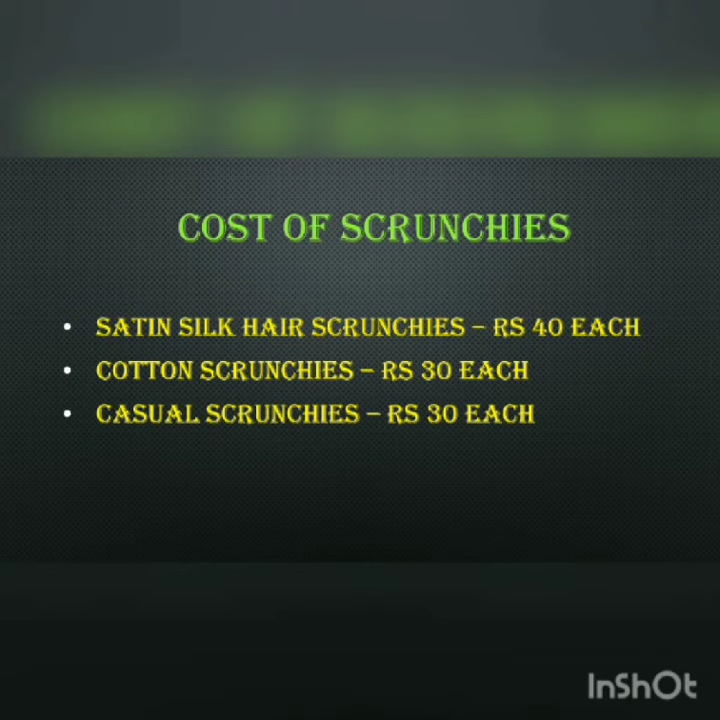 COST OF SCRUNCHIES
• SATIN SILK HAIR SCRUNCHIES – RS 40 EACH
• COTTON SCRUNCHIES – RS 30 EACH
• CASUAL SCRUNCHIES – RS 30 EACH
InShOt